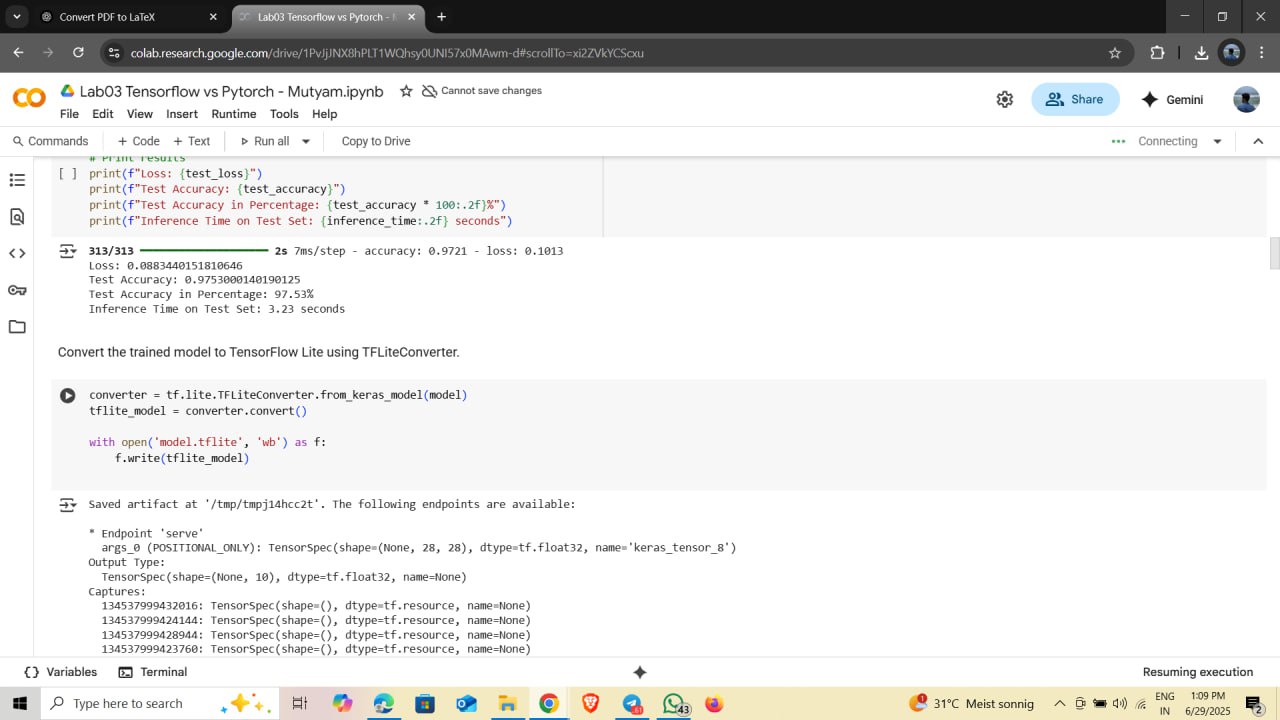 Convert PDF to LaTeX
Lab03 Tensorflow vs Pytorch - M
colab.research.google.com/drive/1PvJjJNX8hPLT1WQhsy0UNI57x0MAwm-d#scrollTo=xi2ZVkYCScxu
Lab03 Tensorflow vs Pytorch - Mutyam.ipynb
Cannot save changes
File Edit View Insert Runtime Tools Help
Share
Gemini
Commands + Code + Text Run all Copy to Drive
Connecting
# Print results
[ ] print(f"Loss: {test_loss}")
print(f"Test Accuracy: {test_accuracy}")
print(f"Test Accuracy in Percentage: {test_accuracy * 100:.2f}%")
print(f"Inference Time on Test Set: {inference_time:.2f} seconds")
313/313 ━━━━━━━━━━━━━━━━━━━━ 2s 7ms/step - accuracy: 0.9721 - loss: 0.1013
Loss: 0.0883440151810646
Test Accuracy: 0.9753000140190125
Test Accuracy in Percentage: 97.53%
Inference Time on Test Set: 3.23 seconds
Convert the trained model to TensorFlow Lite using TFLiteConverter.
converter = tf.lite.TFLiteConverter.from_keras_model(model)
tflite_model = converter.convert()
with open('model.tflite', 'wb') as f:
f.write(tflite_model)
Saved artifact at '/tmp/tmpj14hcc2t'. The following endpoints are available:
* Endpoint 'serve'
args_0 (POSITIONAL_ONLY): TensorSpec(shape=(None, 28, 28), dtype=tf.float32, name='keras_tensor_8')
Output Type:
TensorSpec(shape=(None, 10), dtype=tf.float32, name=None)
Captures:
134537999432016: TensorSpec(shape=(), dtype=tf.resource, name=None)
134537999424144: TensorSpec(shape=(), dtype=tf.resource, name=None)
134537999428944: TensorSpec(shape=(), dtype=tf.resource, name=None)
134537999423760: TensorSpec(shape=(), dtype=tf.resource, name=None)
{ } Variables Terminal
Resuming execution
Type here to search
43
1
31°C Meist sonnig
ENG
IN
1:09 PM
6/29/2025
2